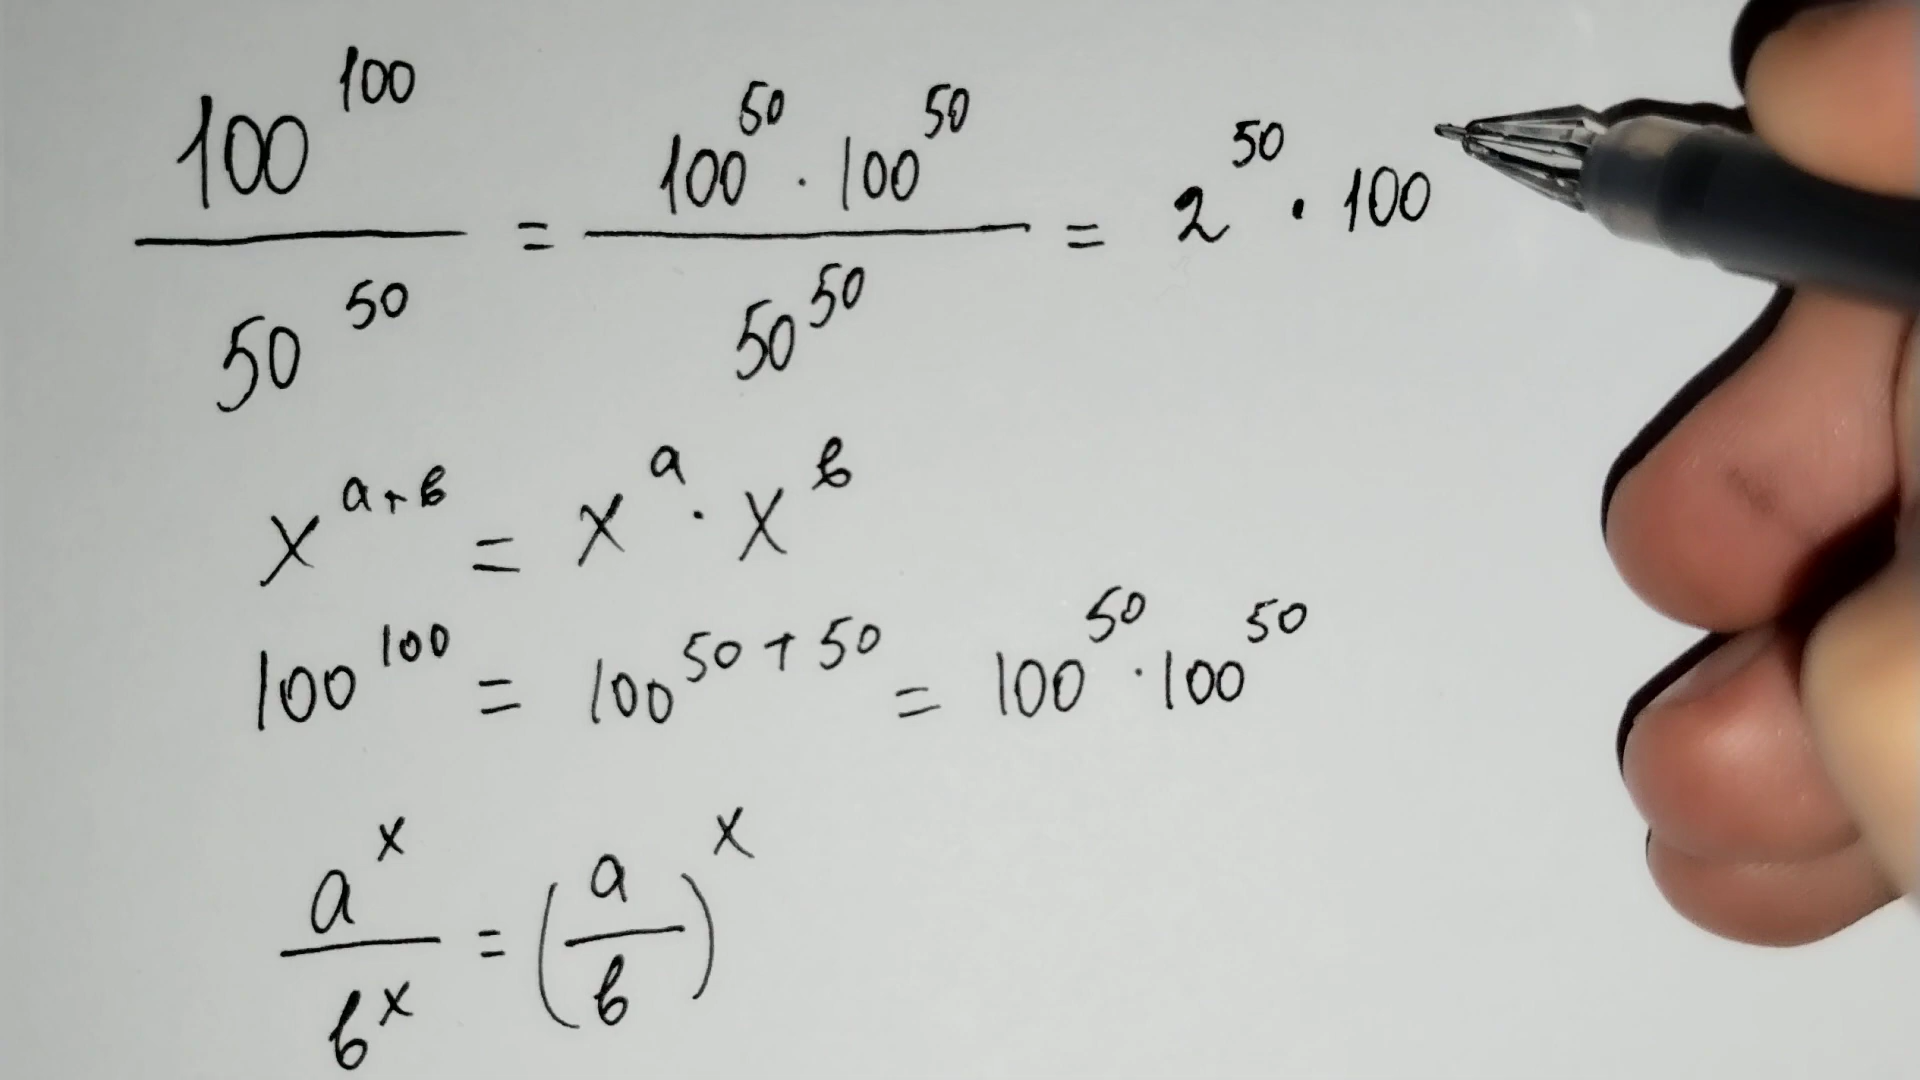 100^100 / 50^50 = 100^50 · 100^50 / 50^50 = 2^50 · 100
x^(a+b) = x^a · x^b
100^100 = 100^(50+50) = 100^50 · 100^50
a^x / b^x = (a / b)^x